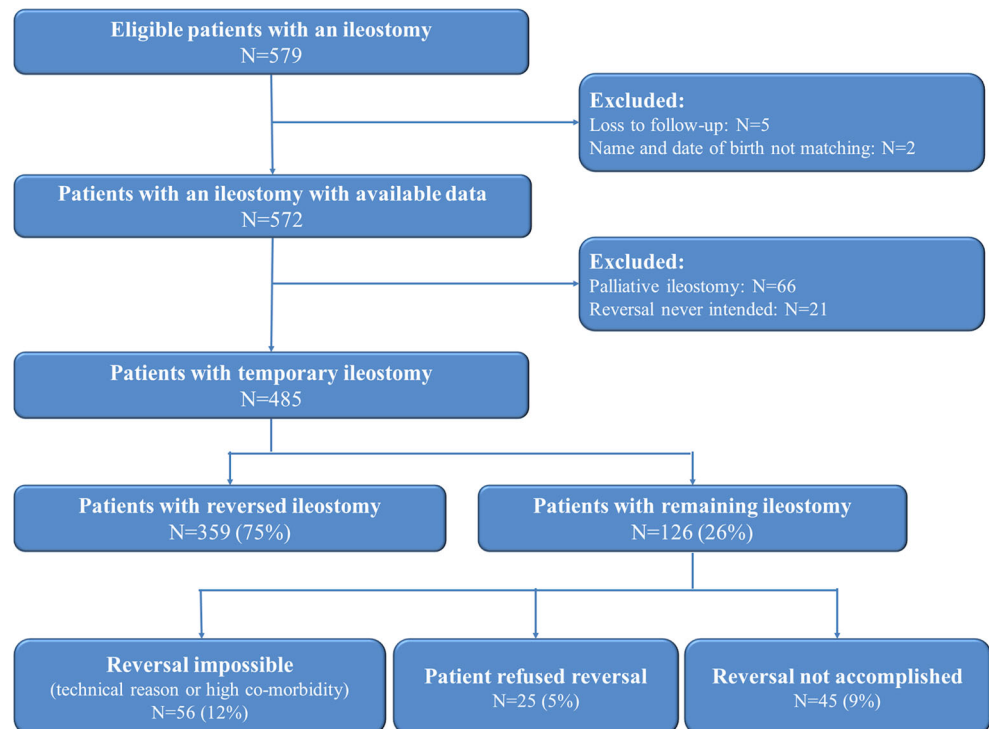 Eligible patients with an ileostomy
N=579
Excluded:
Loss to follow-up: N=5
Name and date of birth not matching: N=2
Patients with an ileostomy with available data
N=572
Excluded:
Palliative ileostomy: N=66
Reversal never intended: N=21
Patients with temporary ileostomy
N=485
Patients with reversed ileostomy
N=359 (75%)
Patients with remaining ileostomy
N=126 (26%)
Reversal impossible
(technical reason or high co-morbidity)
N=56 (12%)
Patient refused reversal
N=25 (5%)
Reversal not accomplished
N=45 (9%)